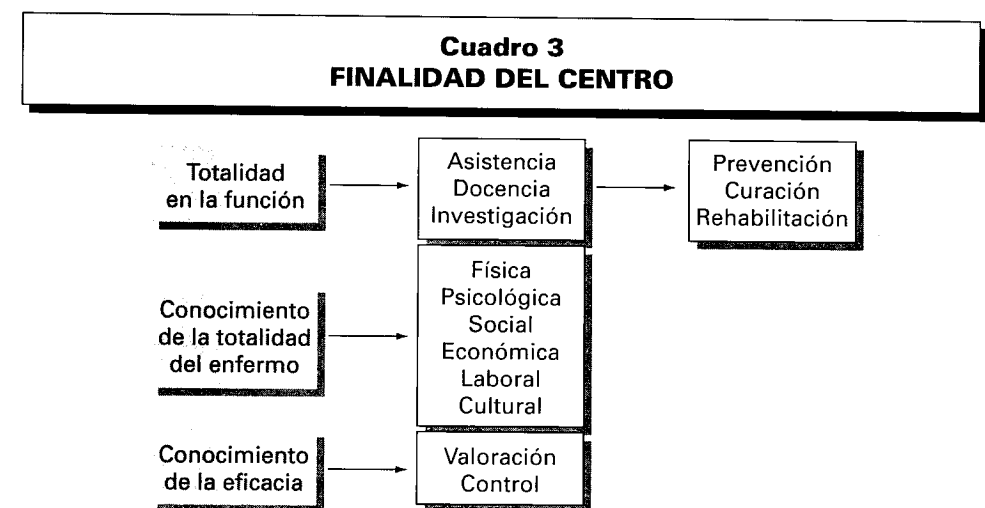 Cuadro 3
FINALIDAD DEL CENTRO
Totalidad
en la función
Asistencia
Docencia
Investigación
Prevención
Curación
Rehabilitación
Conocimiento
de la totalidad
del enfermo
Física
Psicológica
Social
Económica
Laboral
Cultural
Conocimiento
de la eficacia
Valoración
Control